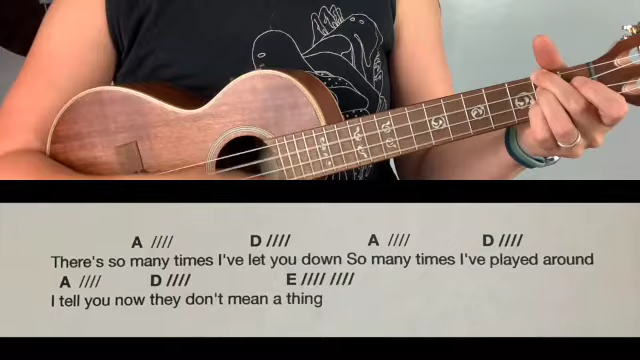 A //// D //// A //// D ////
There's so many times I've let you down So many times I've played around
A //// D //// E //// ////
I tell you now they don't mean a thing